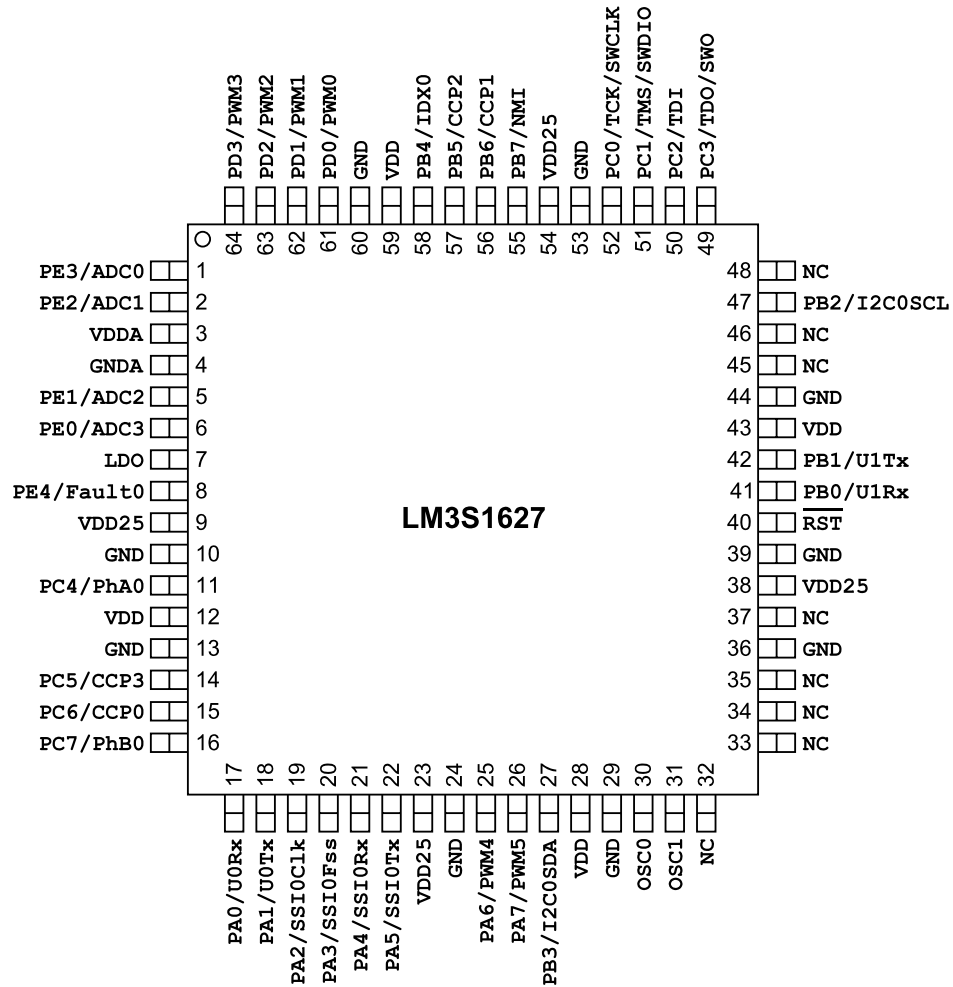 PD3/PWM3
PD2/PWM2
PD1/PWM1
PD0/PWM0
GND
VDD
PB4/IDX0
PB5/CCP2
PB6/CCP1
PB7/NMI
VDD25
GND
PC0/TCK/SWCLK
PC1/TMS/SWDIO
PC2/TDI
PC3/TDO/SWO
64
63
62
61
60
59
58
57
56
55
54
53
52
51
50
49
PE3/ADC0 1
PE2/ADC1 2
VDDA 3
GNDA 4
PE1/ADC2 5
PE0/ADC3 6
LDO 7
PE4/Fault0 8
VDD25 9
GND 10
PC4/PhA0 11
VDD 12
GND 13
PC5/CCP3 14
PC6/CCP0 15
PC7/PhB0 16
LM3S1627
48 NC
47 PB2/I2C0SCL
46 NC
45 NC
44 GND
43 VDD
42 PB1/U1Tx
41 PB0/U1Rx
40 RST
39 GND
38 VDD25
37 NC
36 GND
35 NC
34 NC
33 NC
17
18
19
20
21
22
23
24
25
26
27
28
29
30
31
32
PA0/U0Rx
PA1/U0Tx
PA2/SSI0Clk
PA3/SSI0Fss
PA4/SSI0Rx
PA5/SSI0Tx
VDD25
GND
PA6/PWM4
PA7/PWM5
PB3/I2C0SDA
VDD
GND
OSC0
OSC1
NC